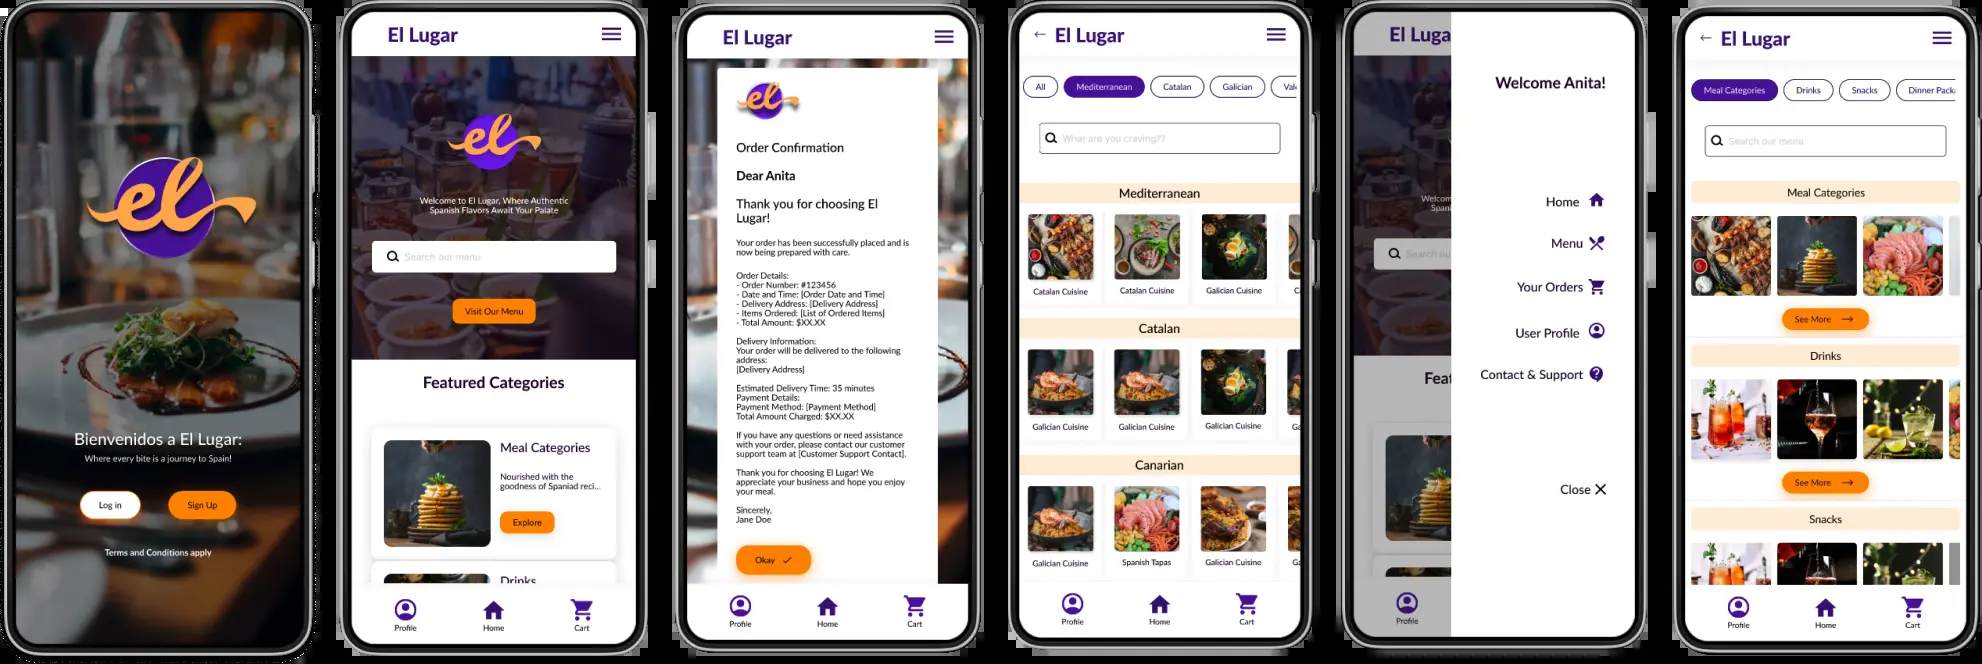 el
Bienvenidos a El Lugar:
Where every bite is a journey to Spain!
Log in
Sign Up
Terms and Conditions apply
El Lugar
el
Welcome to El Lugar, Where Authentic
Spanish Flavors Await Your Palate
Search our menu
Visit Our Menu
Featured Categories
Meal Categories
Nourished with the
goodness of Spaniad reci...
Explore
Drinks
Profile
Home
Cart
El Lugar
el
Order Confirmation
Dear Anita
Thank you for choosing El
Lugar!
Your order has been successfully placed and is
now being prepared with care.
Order Details:
- Order Number: #123456
- Date and Time: [Order Date and Time]
- Delivery Address: [Delivery Address]
- Items Ordered: [List of Ordered Items]
- Total Amount: $XX.XX
Delivery Information:
Your order will be delivered to the following
address:
[Delivery Address]
Estimated Delivery Time: 35 minutes
Payment Details:
Payment Method: [Payment Method]
Total Amount Charged: $XX.XX
If you have any questions or need assistance
with your order, please contact our customer
support team at [Customer Support Contact].
Thank you for choosing El Lugar! We
appreciate your business and hope you enjoy
your meal.
Sincerely,
Jane Doe
Okay
Profile
Home
Cart
← El Lugar
All
Mediterranean
Catalan
Galician
Val
What are you craving??
Mediterranean
Catalan Cuisine
Catalan Cuisine
Galician Cuisine
C
Catalan
Galician Cuisine
Galician Cuisine
Galician Cuisine
G
Canarian
Galician Cuisine
Spanish Tapas
Galician Cuisine
G
Profile
Home
Cart
El Luga
Welcom
Spani
Search ou
Feat
Profile
Welcome Anita!
Home
Menu
Your Orders
User Profile
Contact & Support
Close X
← El Lugar
Meal Categories
Drinks
Snacks
Dinner Pack
Search our menu
Meal Categories
See More →
Drinks
See More →
Snacks
Profile
Home
Cart